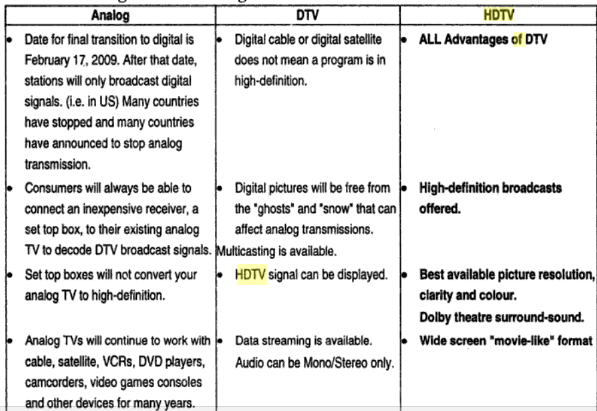 Analog
DTV
HDTV
• Date for final transition to digital is
February 17, 2009. After that date,
stations will only broadcast digital
signals. (i.e. in US) Many countries
have stopped and many countries
have announced to stop analog
transmission.
• Digital cable or digital satellite
does not mean a program is in
high-definition.
• ALL Advantages of DTV
• Consumers will always be able to
connect an inexpensive receiver, a
set top box, to their existing analog
TV to decode DTV broadcast signals.
• Digital pictures will be free from
the "ghosts" and "snow" that can
affect analog transmissions.
Multicasting is available.
• High-definition broadcasts
offered.
• Set top boxes will not convert your
analog TV to high-definition.
• HDTV signal can be displayed.
• Best available picture resolution,
clarity and colour.
Dolby theatre surround-sound.
• Analog TVs will continue to work with
cable, satellite, VCRs, DVD players,
camcorders, video games consoles
and other devices for many years.
• Data streaming is available.
Audio can be Mono/Stereo only.
• Wide screen "movie-like" format